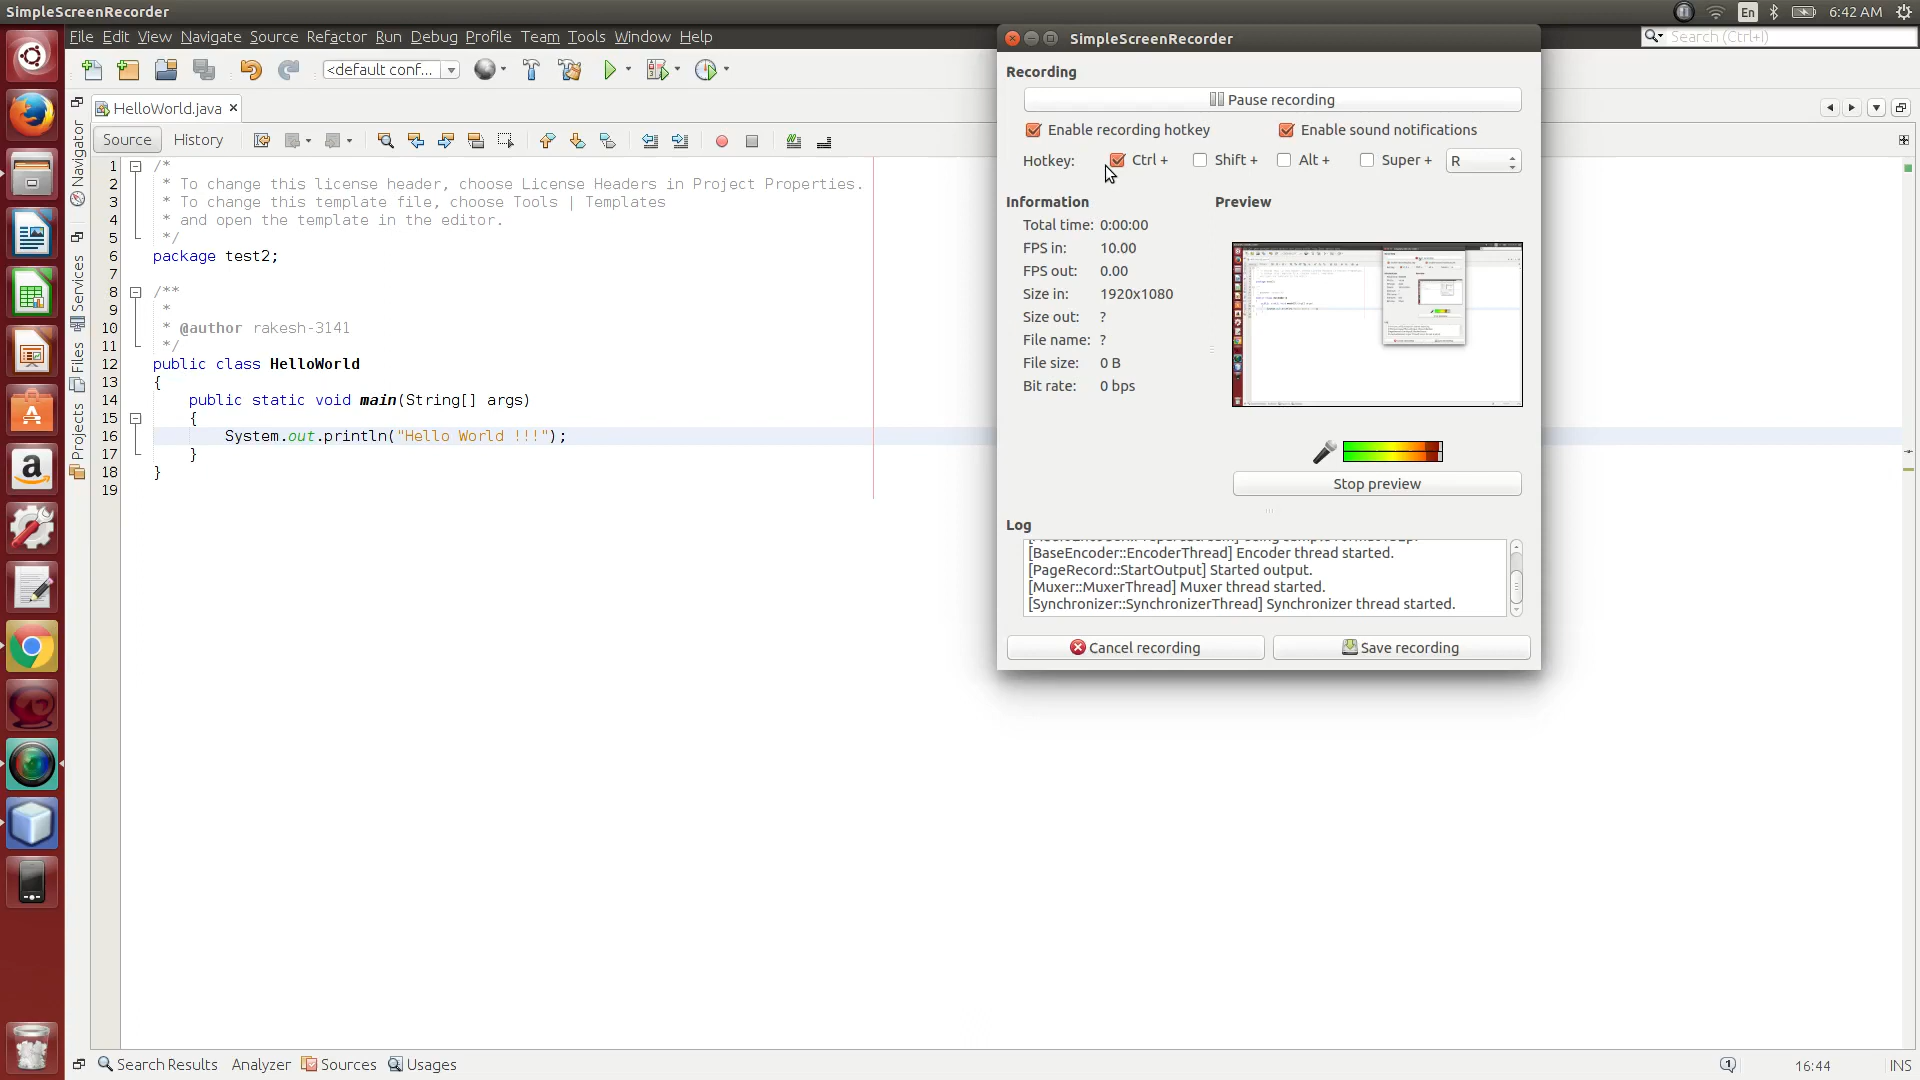 SimpleScreenRecorder
En
6:42 AM
File Edit View Navigate Source Refactor Run Debug Profile Team Tools Window Help
Search (Ctrl+I)
<default conf...
HelloWorld.java
Source History
Navigator
Services
Files
Projects
1 /*
2 * To change this license header, choose License Headers in Project Properties.
3 * To change this template file, choose Tools | Templates
4 * and open the template in the editor.
5 */
6 package test2;
7
8 /**
9 *
10 * @author rakesh-3141
11 */
12 public class HelloWorld
13 {
14 public static void main(String[] args)
15 {
16 System.out.println("Hello World !!!");
17 }
18 }
19
SimpleScreenRecorder
Recording
Pause recording
Enable recording hotkey Enable sound notifications
Hotkey: Ctrl + Shift + Alt + Super + R
Information
Total time: 0:00:00
FPS in: 10.00
FPS out: 0.00
Size in: 1920x1080
Size out: ?
File name: ?
File size: 0 B
Bit rate: 0 bps
Preview
Stop preview
Log
[BaseEncoder::EncoderThread] Encoder thread started.
[PageRecord::StartOutput] Started output.
[Muxer::MuxerThread] Muxer thread started.
[Synchronizer::SynchronizerThread] Synchronizer thread started.
Cancel recording Save recording
Search Results Analyzer Sources Usages
1
16:44 INS